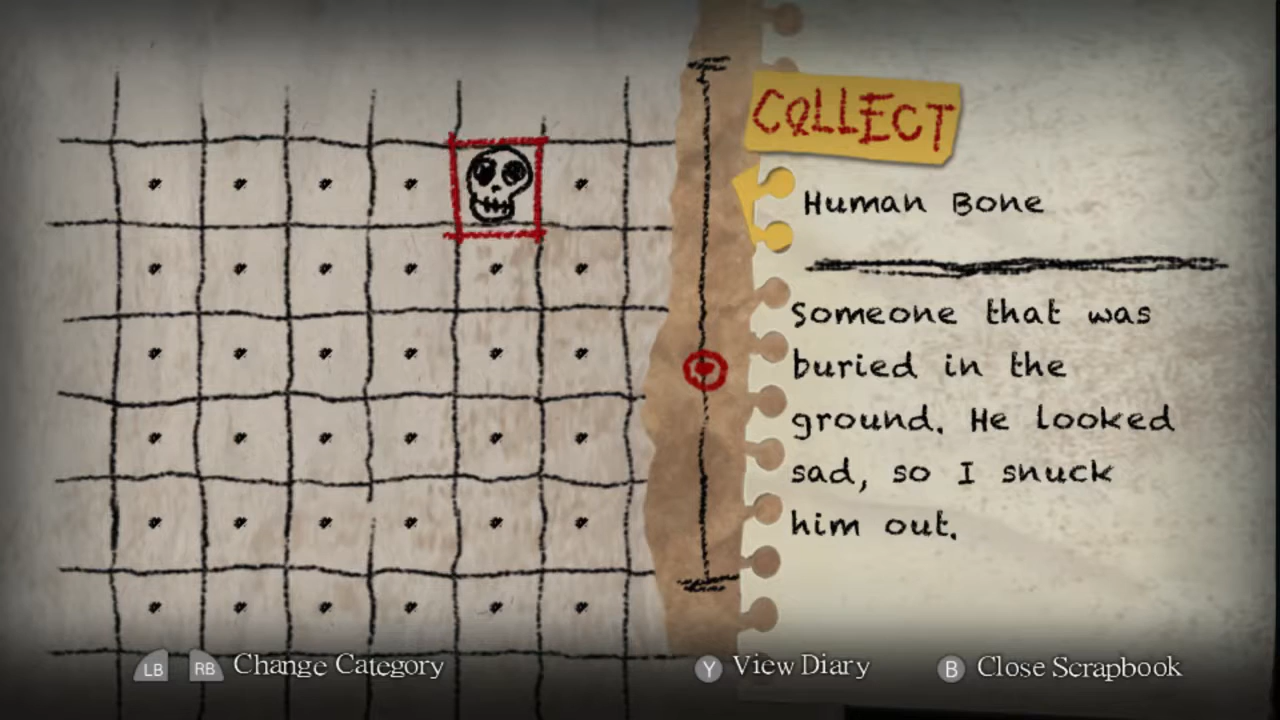 COLLECT
Human Bone
Someone that was
buried in the
ground. He looked
sad, so I snuck
him out.
LB RB Change Category
Y View Diary
B Close Scrapbook